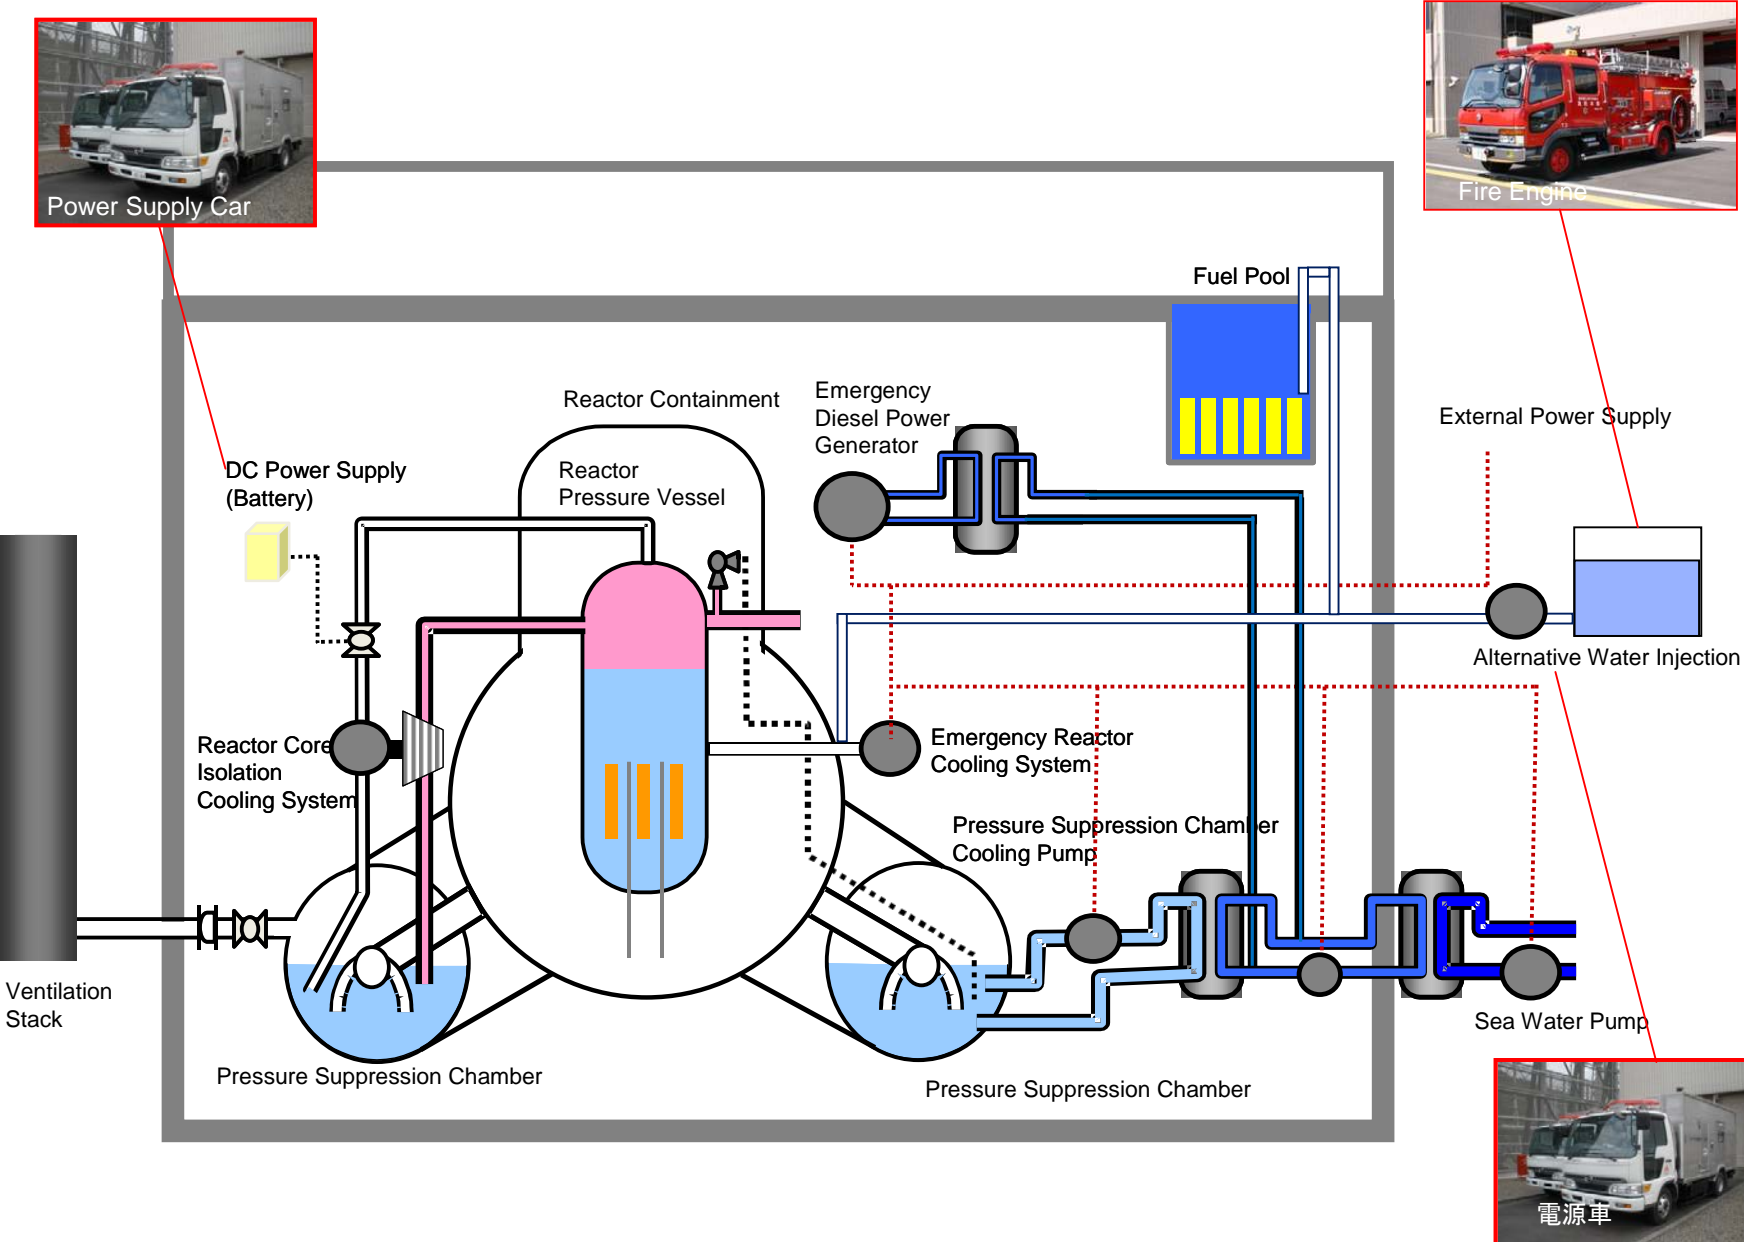 Power Supply Car
Fire Engine
Fuel Pool
Emergency
Diesel Power
Generator
Reactor Containment
External Power Supply
DC Power Supply
(Battery)
Reactor
Pressure Vessel
Alternative Water Injection
Reactor Core
Isolation
Cooling System
Emergency Reactor
Cooling System
Pressure Suppression Chamber
Cooling Pump
Ventilation
Stack
Sea Water Pump
Pressure Suppression Chamber
Pressure Suppression Chamber
電源車